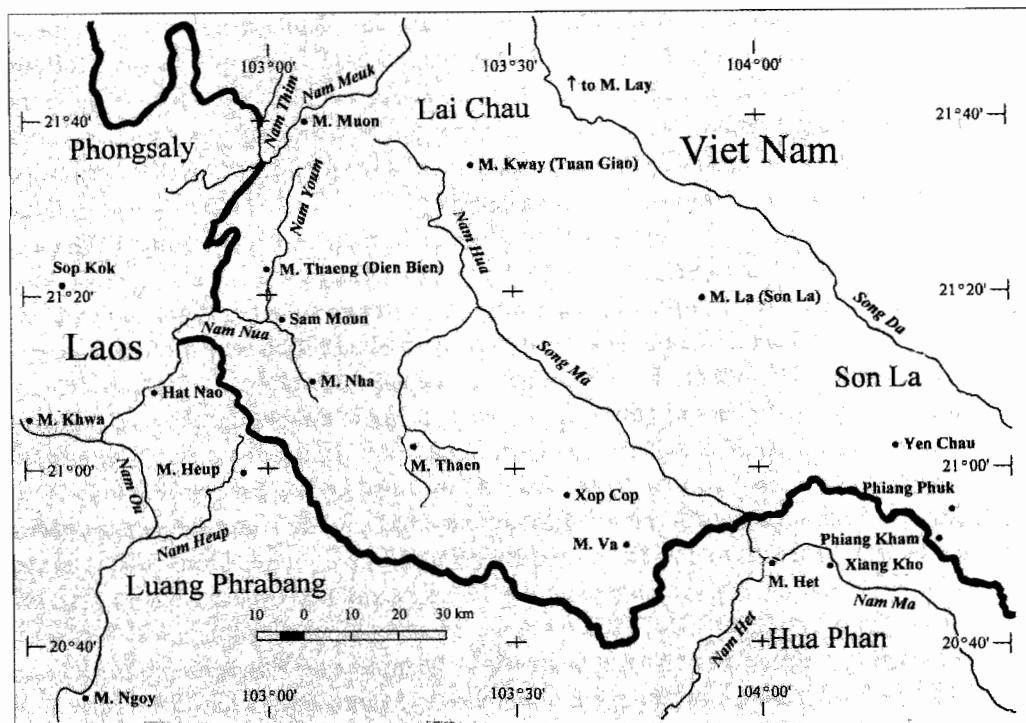 103°00'
103°30'
104°00'
Nam Thim
Nam Meuk
↑ to M. Lay
21°40'
21°40'
M. Muon
Lai Chau
Phongsaly
Viet Nam
M. Kway (Tuan Giao)
Nam Youm
Nam Hua
Sop Kok
M. Thaeng (Dien Bien)
21°20'
21°20'
M. La (Son La)
Song Da
Sam Moun
Nam Nua
Laos
Song Ma
Son La
Hat Nao
M. Nha
M. Khwa
Yen Chau
M. Thaen
21°00'
21°00'
M. Heup
Nam Ou
Phiang Phuk
Xop Cop
Phiang Kham
M. Va
Nam Heup
Xiang Kho
M. Het
Luang Phrabang
Nam Ma
10 0 10 20 30 km
Nam Het
Hua Phan
20°40'
20°40'
M. Ngoy
103°00'
103°30'
104°00'